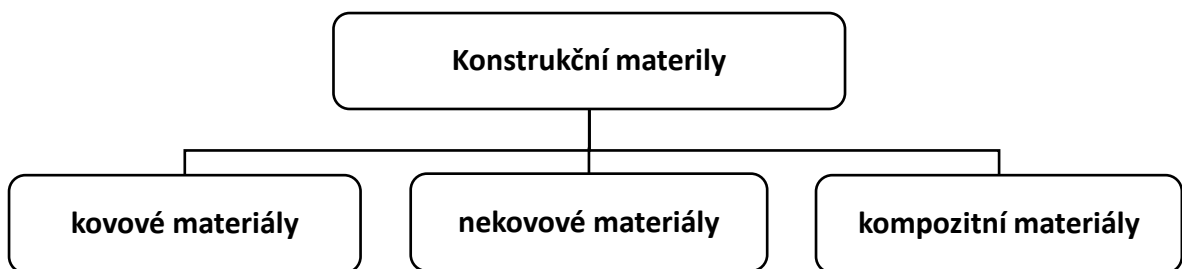 Konstrukční materily
kovové materiály
nekovové materiály
kompozitní materiály